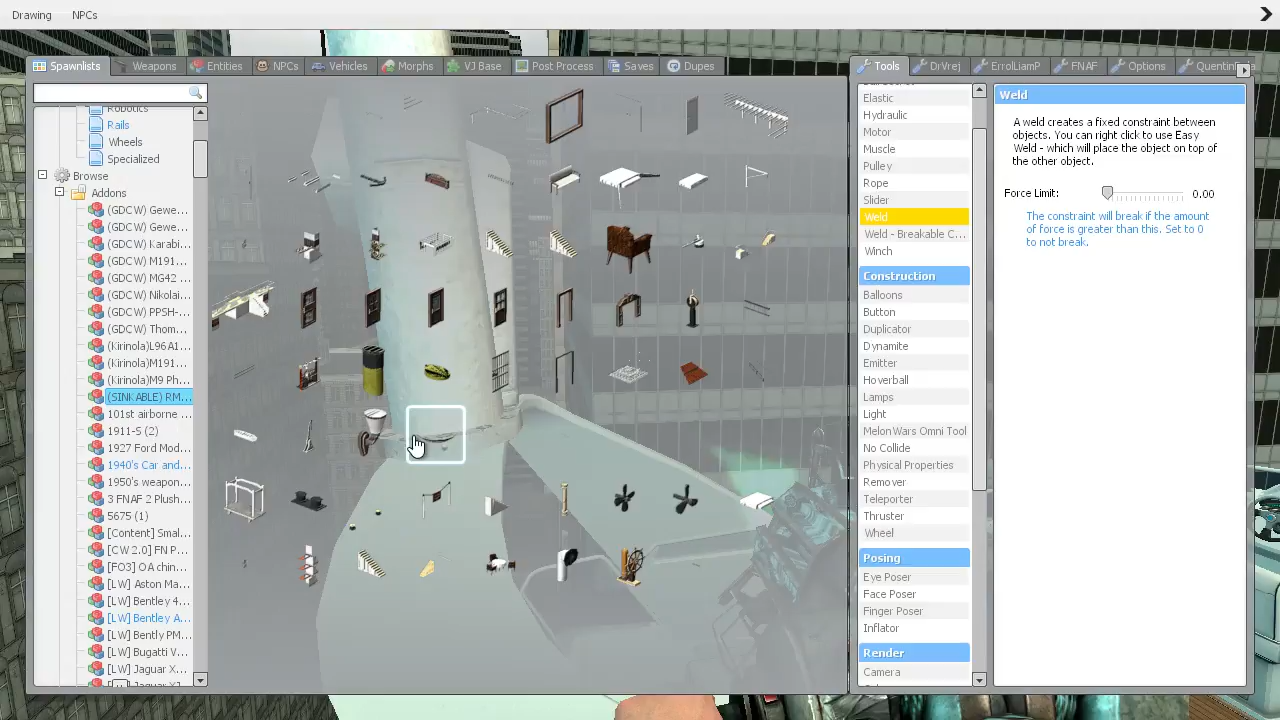 Drawing NPCs
Spawnlists Weapons Entities NPCs Vehicles Morphs VJ Base Post Process Saves Dupes
Robotics
Rails
Wheels
Specialized
Browse
Addons
(GDCW) Gewe...
(GDCW) Gewe...
(GDCW) Karabi...
(GDCW) M191...
(GDCW) MG42 ...
(GDCW) Nikolai...
(GDCW) PPSH-...
(GDCW) Thom...
(Kirinola)L96A1...
(Kirinola)M191...
(Kirinola)M9 Ph...
(SINKABLE) RM...
101st airborne ...
1911-S (2)
1927 Ford Mod...
1940's Car and...
1950's weapon...
3 FNAF 2 Plush...
5675 (1)
[Content] Smal...
[CW 2.0] FN P...
[FO3] OA
[LW] Aston Ma...
[LW] Bentley 4...
[LW] Bentley A...
[LW] Bently PM...
[LW] Bugatti V...
[LW] Jaguar X...
Tools DrVrej ErrolLiamP FNAF Options
Elastic
Hydraulic
Motor
Muscle
Pulley
Rope
Slider
Weld
Weld - Breakable C...
Winch
Construction
Balloons
Button
Duplicator
Dynamite
Emitter
Hoverball
Lamps
Light
MelonWars Omni Tool
No Collide
Physical Properties
Remover
Teleporter
Thruster
Wheel
Posing
Eye Poser
Face Poser
Finger Poser
Inflator
Render
Camera
Weld
A weld creates a fixed constraint between
objects. You can right click to use Easy
Weld - which will place the object on top of
the other object.
Force Limit: 0.00
The constraint will break if the amount
of force is greater than this. Set to 0
to not break.